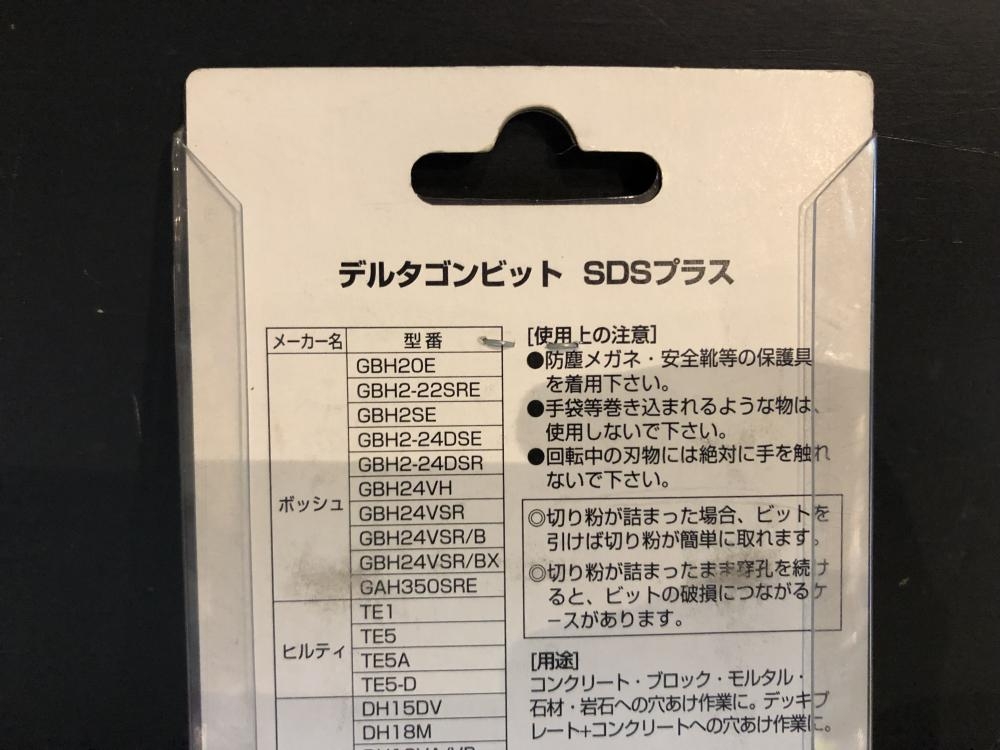 デルタゴンビット SDSプラス
メーカー名 型番
ボッシュ
GBH20E
GBH2-22SRE
GBH2SE
GBH2-24DSE
GBH2-24DSR
GBH24VH
GBH24VSR
GBH24VSR/B
GBH24VSR/BX
GAH350SRE
ヒルティ
TE1
TE5
TE5A
TE5-D
DH15DV
DH18M
[使用上の注意]
●防塵メガネ・安全靴等の保護具
を着用下さい。
●手袋等巻き込まれるような物は、
使用しないで下さい。
●回転中の刃物には絶対に手を触れ
ないで下さい。
◎切り粉が詰まった場合、ビットを
引けば切り粉が簡単に取れます。
◎切り粉が詰まったまま穿孔を続け
ると、ビットの破損につながるケ
ースがあります。
[用途]
コンクリート・ブロック・モルタル・
石材・岩石への穴あけ作業に。デッキプ
レート+コンクリートへの穴あけ作業に。